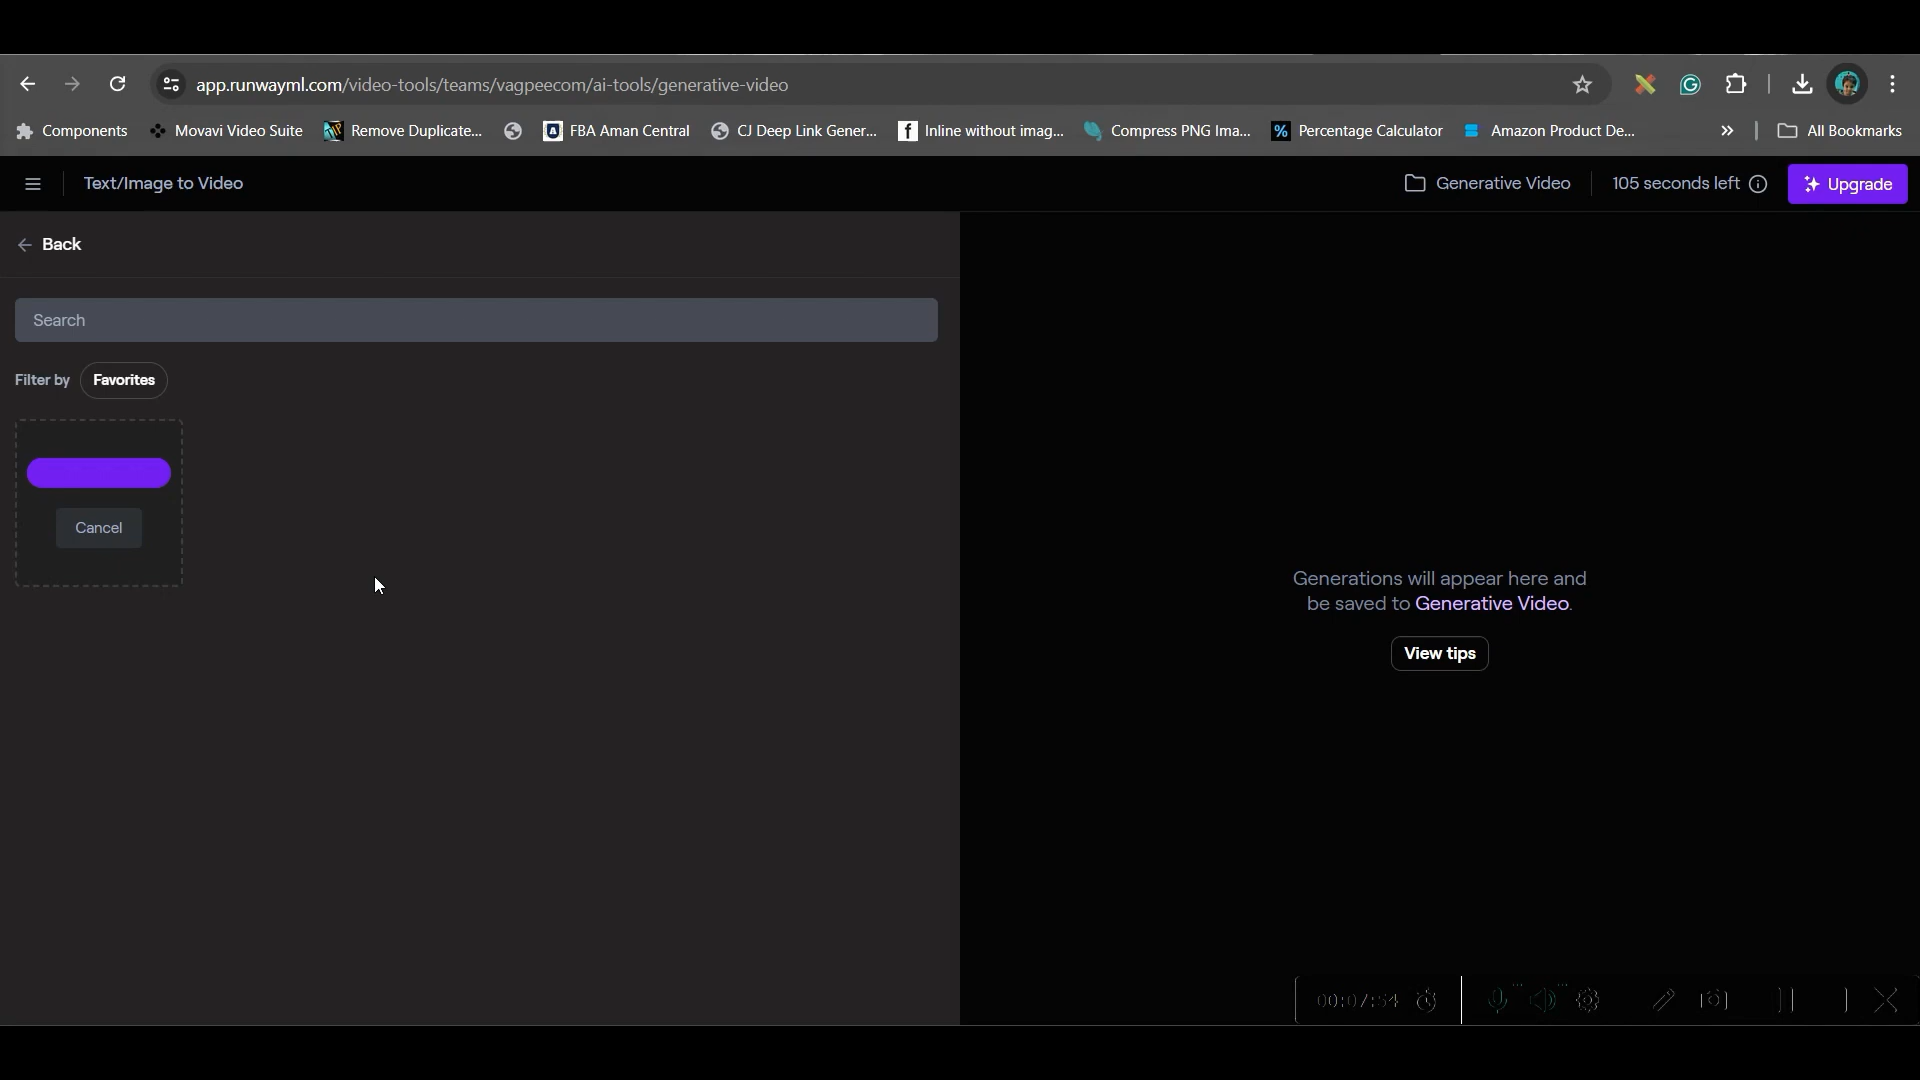 app.runwayml.com/video-tools/teams/vagpeecom/ai-tools/generative-video
Components
Movavi Video Suite
Remove Duplicate...
FBA Aman Central
CJ Deep Link Gener...
Inline without imag...
Compress PNG Ima...
Percentage Calculator
Amazon Product De...
All Bookmarks
Text/Image to Video
Generative Video
105 seconds left
Upgrade
Back
Search
Filter by
Favorites
Cancel
Generations will appear here and
be saved to Generative Video.
View tips
00:07:54